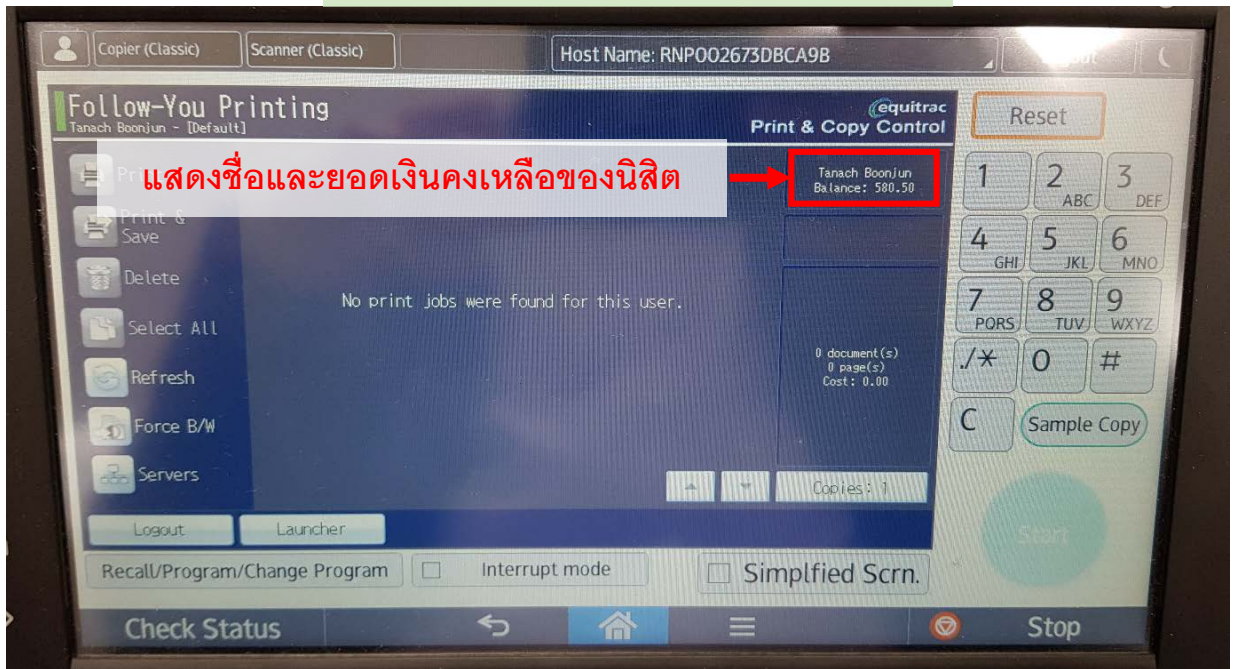 Copier (Classic)
Scanner (Classic)
Host Name: RNP002673DBCA9B
Follow-You Printing
Tanach Boonjun - [Default]
equitrac
Print & Copy Control
Reset
แสดงชื่อและยอดเงินคงเหลือของนิสิต
Tanach Boonjun
Balance: 580.50
Print &
Save
Delete
Select All
Refresh
Force B/W
Servers
No print jobs were found for this user.
0 document(s)
0 page(s)
Cost: 0.00
Copies: 1
Logout
Launcher
1
2
ABC
3
DEF
4
GHI
5
JKL
6
MNO
7
PQRS
8
TUV
9
WXYZ
./*
0
#
C
Sample Copy
Start
Recall/Program/Change Program
Interrupt mode
Simplfied Scrn.
Check Status
Stop